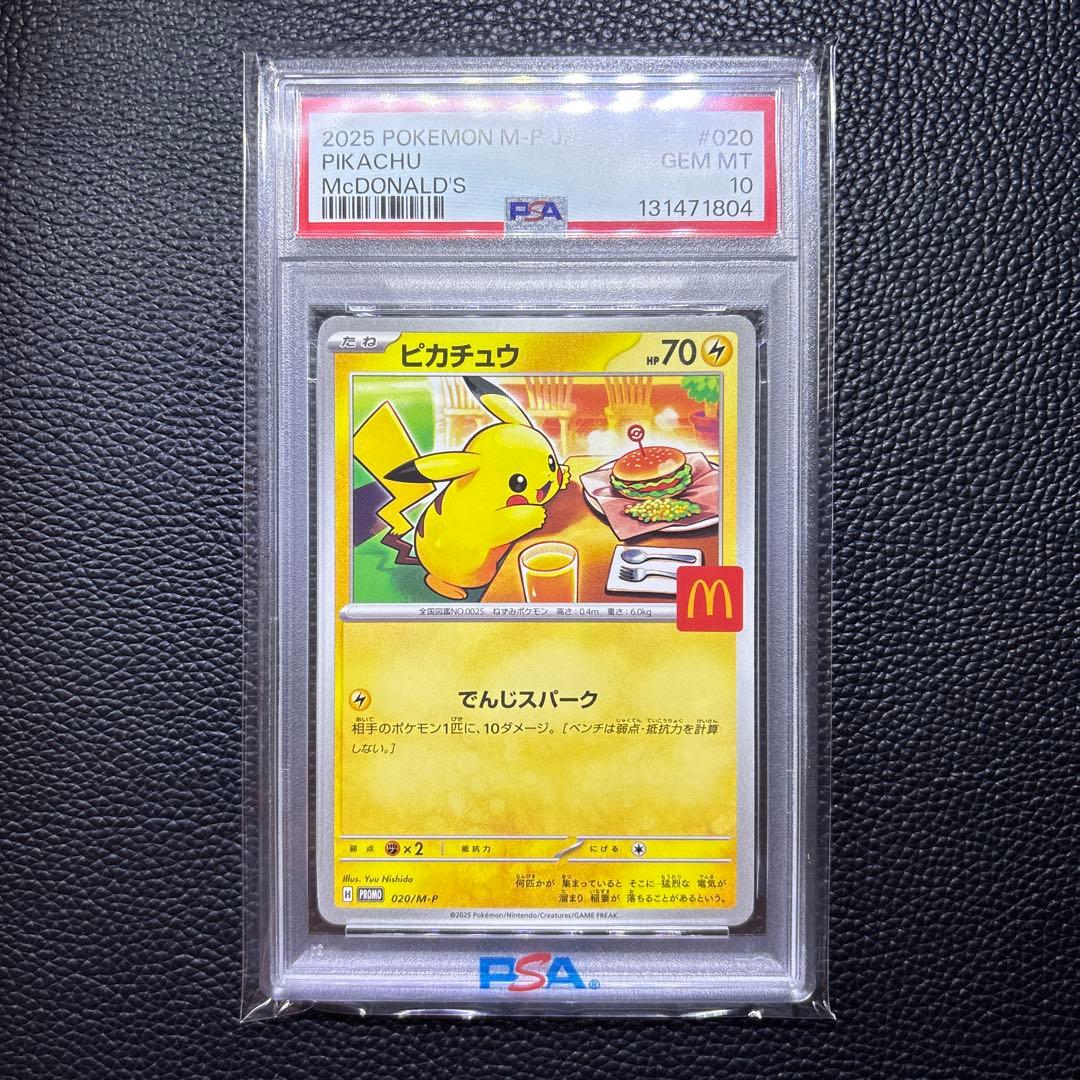 2025 POKEMON M-P JP
#020
PIKACHU
GEM MT
McDONALD'S
10
PSA
131471804
たね
ピカチュウ
HP70
M
全国図鑑NO.0025 ねずみポケモン 高さ:0.4m 重さ:6.0kg
でんじスパーク
相手のポケモン1匹に、10ダメージ。[ベンチは弱点・抵抗力を計算
しない。]
弱点 ×2 抵抗力 にげる
Illus. Yuu Nishida
何匹かが 集まっていると そこに 猛烈な 電気が
溜まり 稲妻が 落ちることがあるという。
H PROMO 020/M-P
©2025 Pokémon/Nintendo/Creatures/GAME FREAK.
PSA®